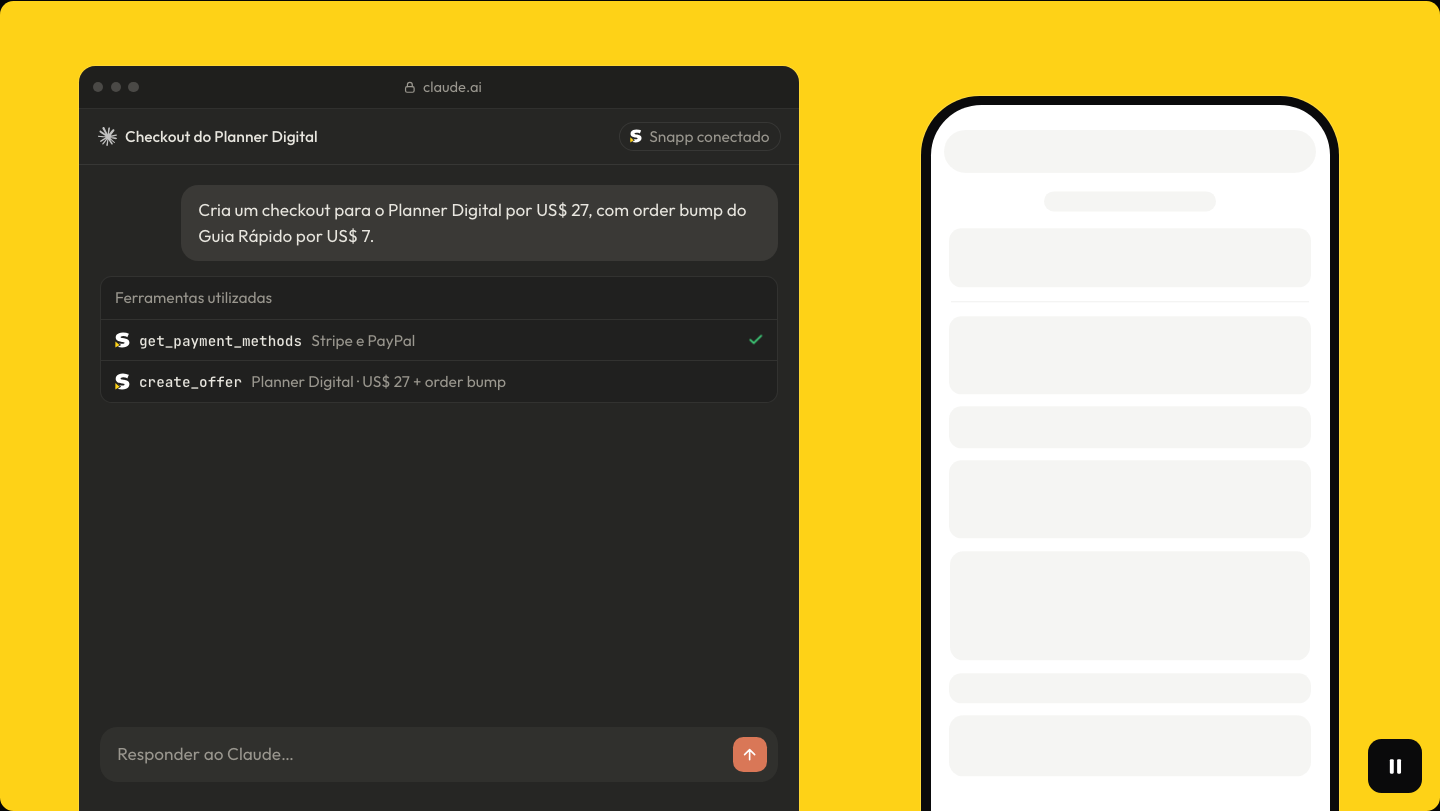 claude.ai
Checkout do Planner Digital
Snapp conectado
Cria um checkout para o Planner Digital por US$ 27, com order bump do
Guia Rápido por US$ 7.
Ferramentas utilizadas
get_payment_methods Stripe e PayPal
create_offer Planner Digital · US$ 27 + order bump
Responder ao Claude…